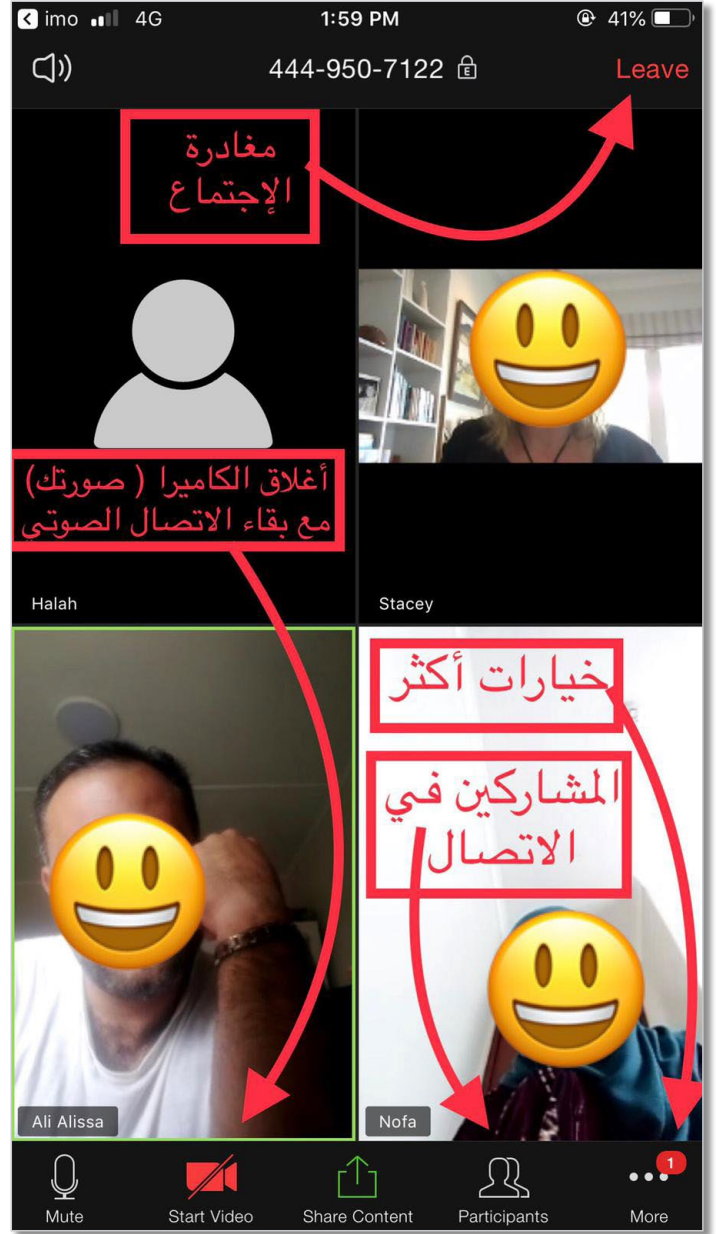 imo 4G 1:59 PM 41%
444-950-7122 E Leave
مغادرة
الإجتماع
أغلاق الكاميرا ( صورتك)
مع بقاء الاتصال الصوتي
Halah
Stacey
خيارات أكثر
المشاركين في
الاتصال
Ali Alissa
Nofa
1
Mute
Start Video
Share Content
Participants
More